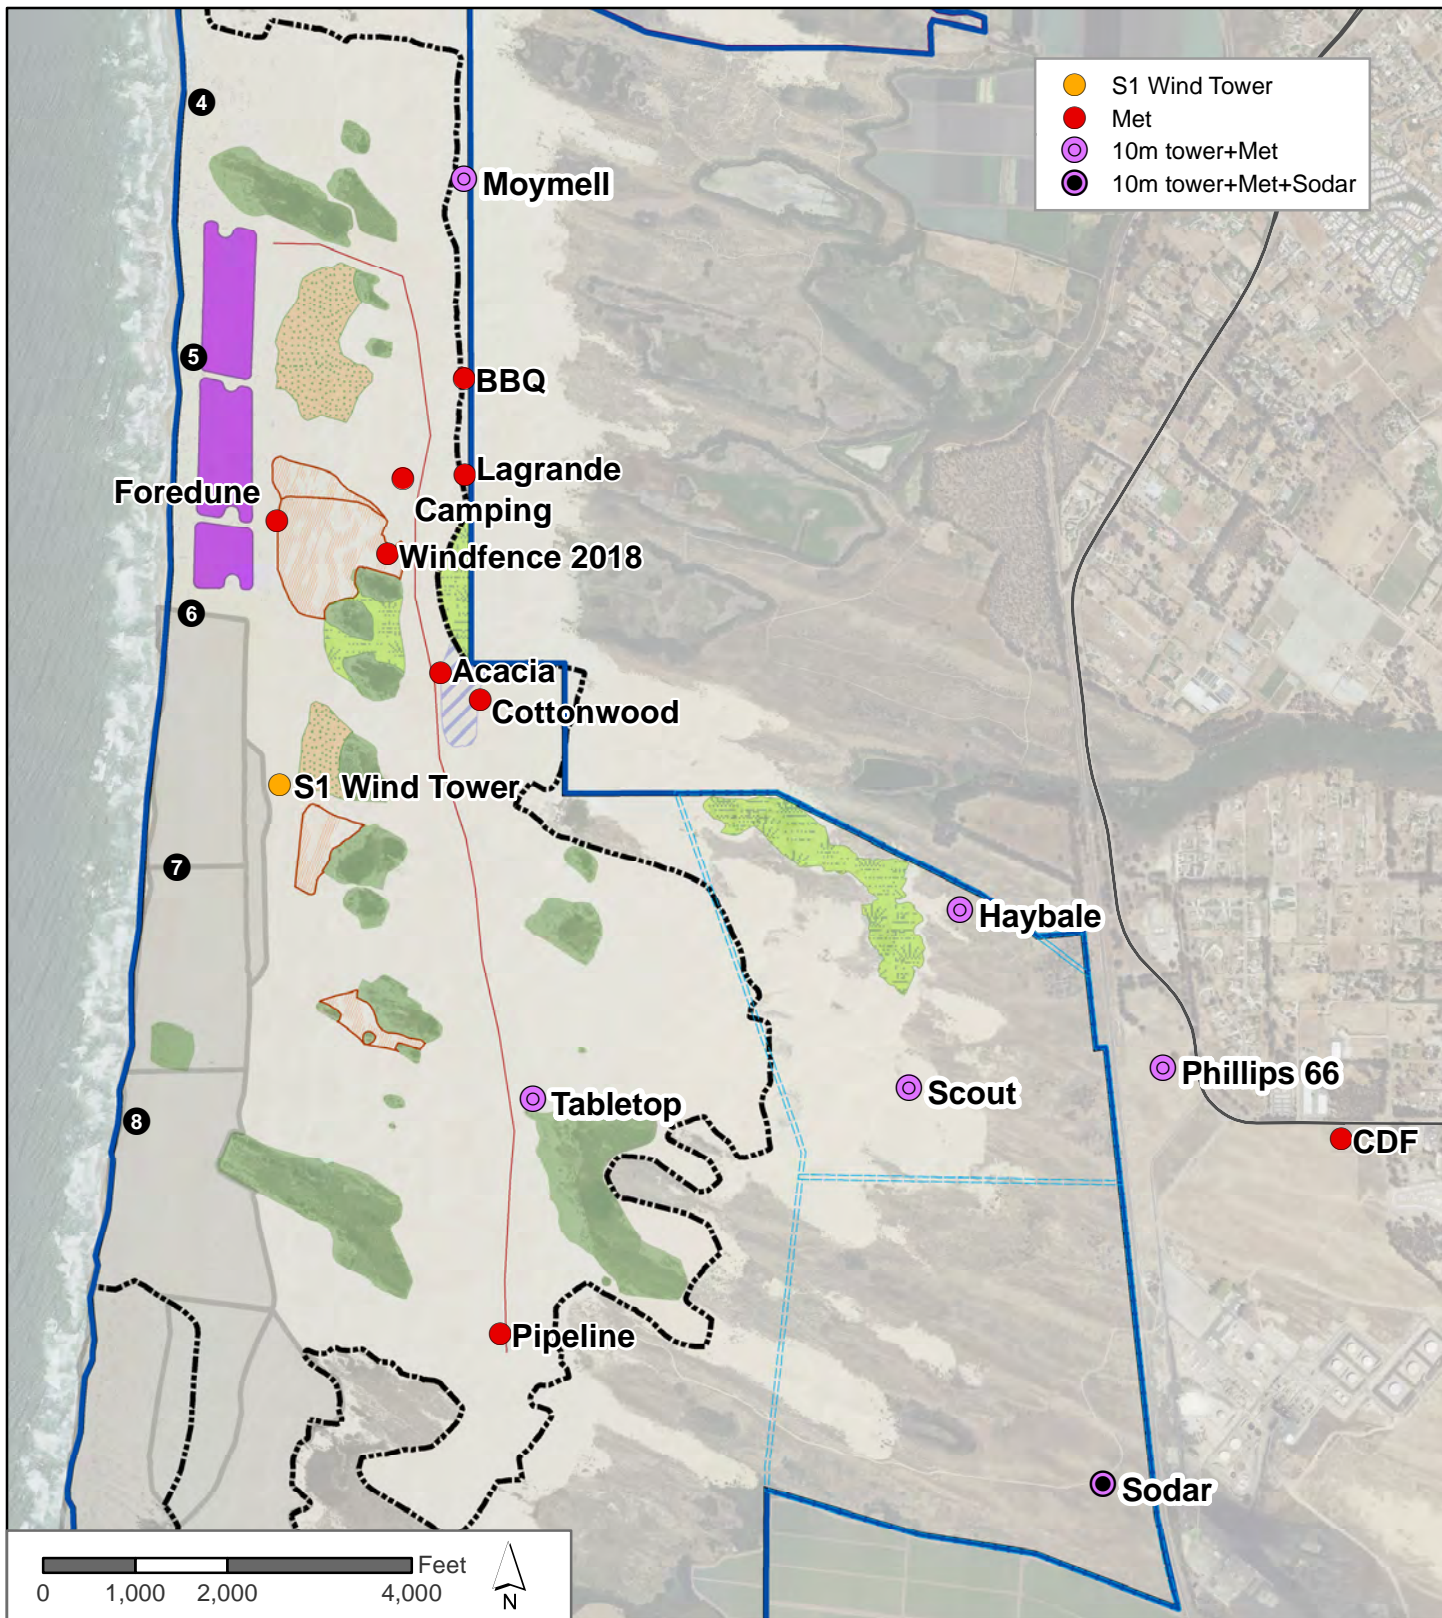 S1 Wind Tower
Met
10m tower+Met
10m tower+Met+Sodar
4
Moymell
5
BBQ
Lagrande
Camping
Foredune
Windfence 2018
6
Acacia
Cottonwood
S1 Wind Tower
7
Haybale
Phillips 66
Scout
Tabletop
8
CDF
Pipeline
Sodar
Feet
0 1,000 2,000 4,000
N